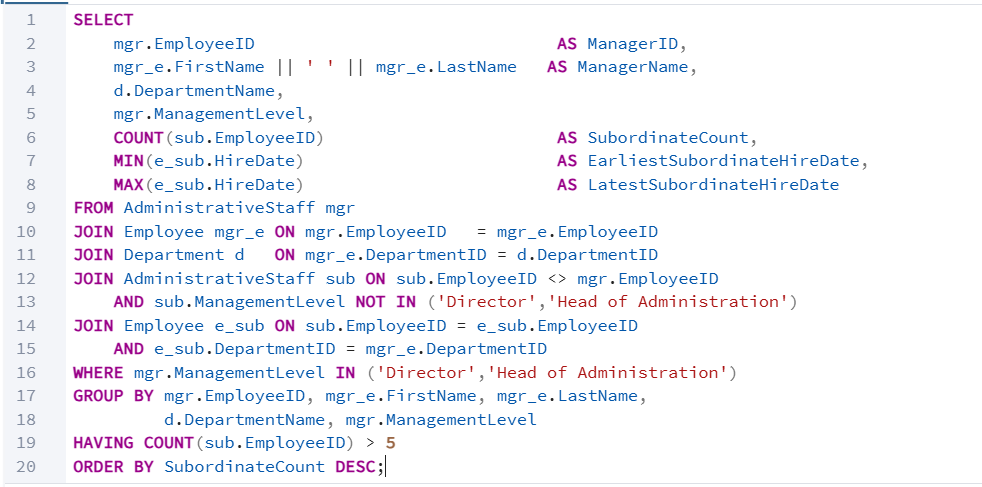 1 SELECT
2     mgr.EmployeeID                              AS ManagerID,
3     mgr_e.FirstName || ' ' || mgr_e.LastName   AS ManagerName,
4     d.DepartmentName,
5     mgr.ManagementLevel,
6     COUNT(sub.EmployeeID)                       AS SubordinateCount,
7     MIN(e_sub.HireDate)                         AS EarliestSubordinateHireDate,
8     MAX(e_sub.HireDate)                         AS LatestSubordinateHireDate
9 FROM AdministrativeStaff mgr
10 JOIN Employee mgr_e ON mgr.EmployeeID   = mgr_e.EmployeeID
11 JOIN Department d   ON mgr_e.DepartmentID = d.DepartmentID
12 JOIN AdministrativeStaff sub ON sub.EmployeeID <> mgr.EmployeeID
13     AND sub.ManagementLevel NOT IN ('Director','Head of Administration')
14 JOIN Employee e_sub ON sub.EmployeeID = e_sub.EmployeeID
15     AND e_sub.DepartmentID = mgr_e.DepartmentID
16 WHERE mgr.ManagementLevel IN ('Director','Head of Administration')
17 GROUP BY mgr.EmployeeID, mgr_e.FirstName, mgr_e.LastName,
18          d.DepartmentName, mgr.ManagementLevel
19 HAVING COUNT(sub.EmployeeID) > 5
20 ORDER BY SubordinateCount DESC;